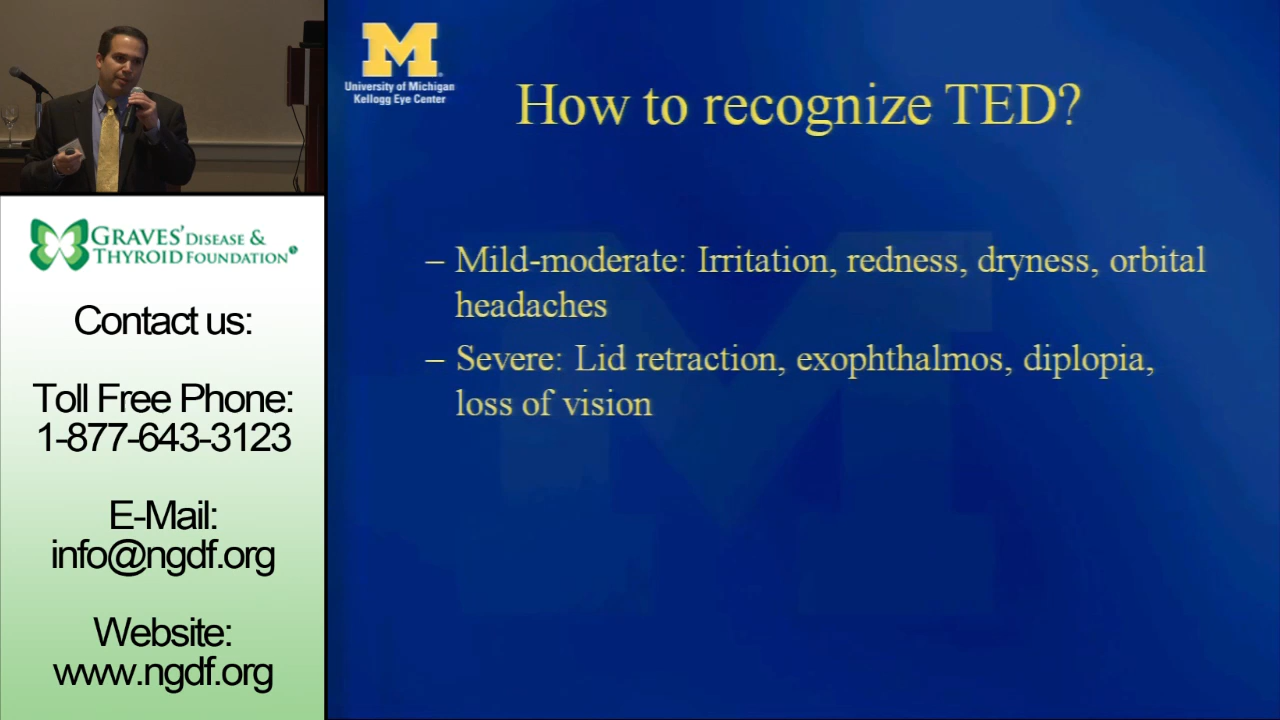 GRAVES' DISEASE &
THYROID FOUNDATION
Contact us:
Toll Free Phone:
1-877-643-3123
E-Mail:
info@ngdf.org
Website:
www.ngdf.org
M
University of Michigan
Kellogg Eye Center
How to recognize TED?
– Mild-moderate: Irritation, redness, dryness, orbital
headaches
– Severe: Lid retraction, exophthalmos, diplopia,
loss of vision